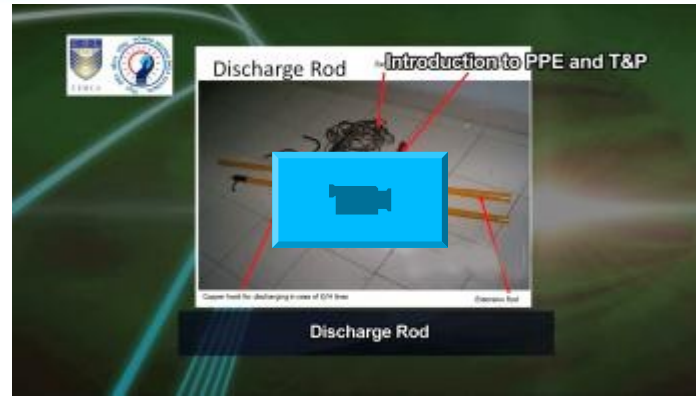 Introduction to PPE and T&P
Discharge Rod
Copper hook for discharging in case of O/H lines
Extension Rod
Discharge Rod